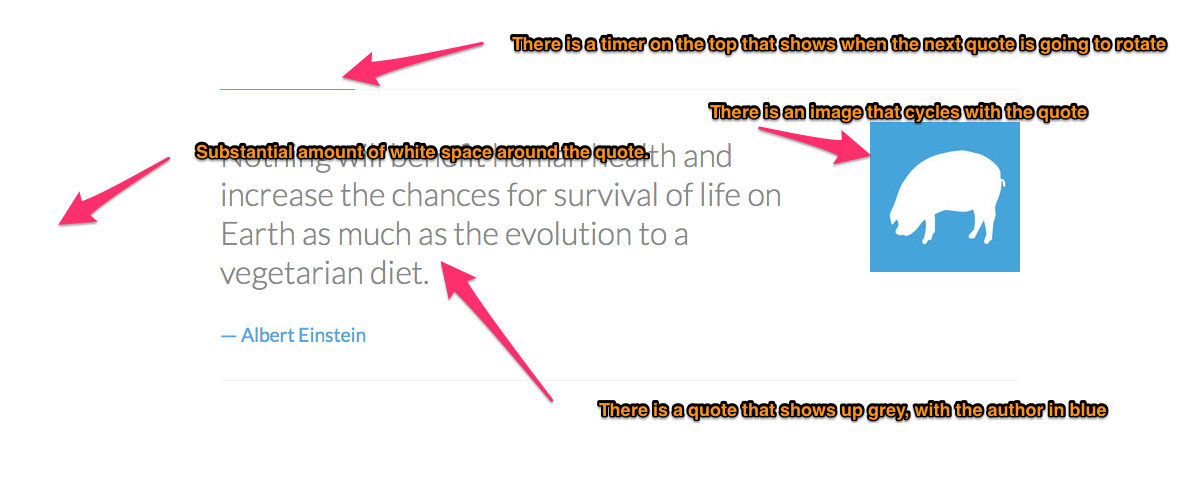 There is a timer on the top that shows when the next quote is going to rotate
There is an image that cycles with the quote
Substantial amount of white space around the quote.
Nothing will benefit human health and
increase the chances for survival of life on
Earth as much as the evolution to a
vegetarian diet.
— Albert Einstein
There is a quote that shows up grey, with the author in blue